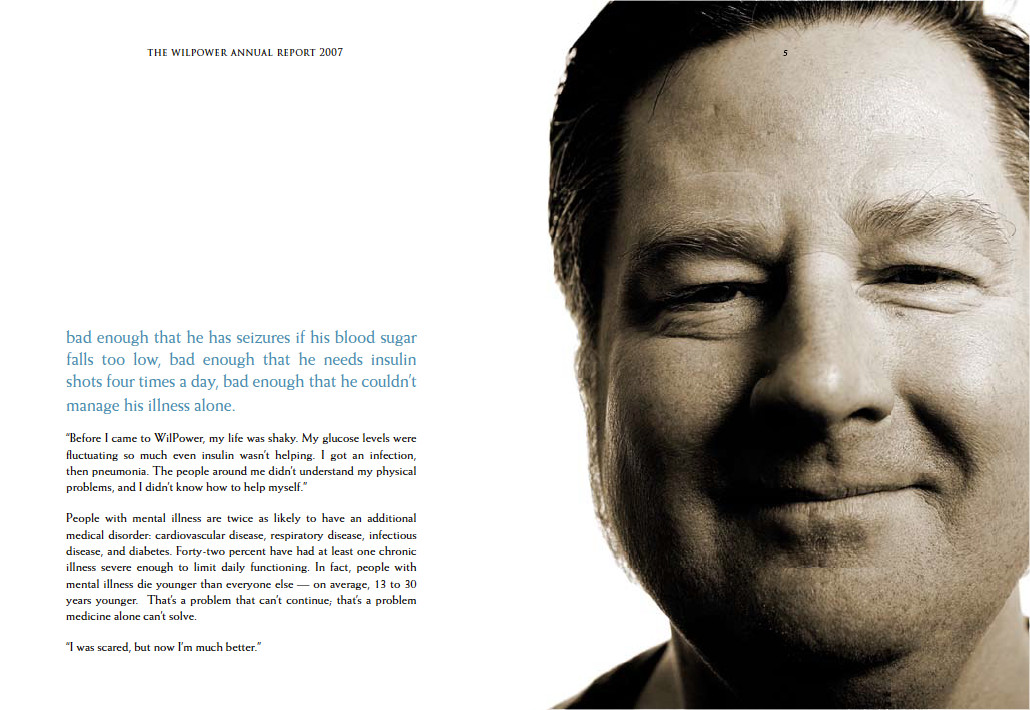 THE WILPOWER ANNUAL REPORT 2007
5
bad enough that he has seizures if his blood sugar
falls too low, bad enough that he needs insulin
shots four times a day, bad enough that he couldn't
manage his illness alone.
"Before I came to WilPower, my life was shaky. My glucose levels were
fluctuating so much even insulin wasn't helping. I got an infection,
then pneumonia. The people around me didn't understand my physical
problems, and I didn't know how to help myself."
People with mental illness are twice as likely to have an additional
medical disorder: cardiovascular disease, respiratory disease, infectious
disease, and diabetes. Forty-two percent have had at least one chronic
illness severe enough to limit daily functioning. In fact, people with
mental illness die younger than everyone else — on average, 13 to 30
years younger.  That's a problem that can't continue; that's a problem
medicine alone can't solve.
"I was scared, but now I'm much better."